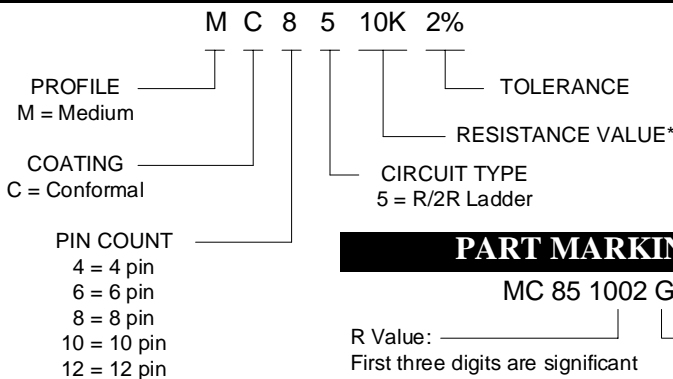 M C 8 5 10K 2%
PROFILE
M = Medium
TOLERANCE
RESISTANCE VALUE*
COATING
C = Conformal
CIRCUIT TYPE
5 = R/2R Ladder
PIN COUNT
4 = 4 pin
6 = 6 pin
8 = 8 pin
10 = 10 pin
12 = 12 pin
PART MARKIN
MC 85 1002 G
R Value:
First three digits are significant